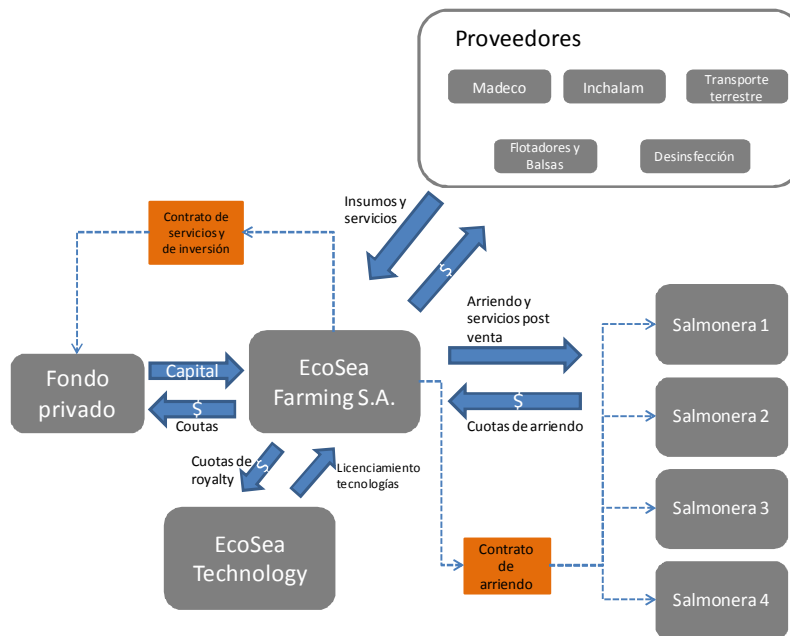 Proveedores
Madeco
Inchalam
Transporte
terrestre
Flotadores y
Balsas
Desinsfección
Insumos y
servicios
$
Contrato de
servicios y
de inversión
Arriendo y
servicios post
venta
Fondo
privado
Capital
$
Coutas
EcoSea
Farming S.A.
$
Cuotas de arriendo
Cuotas de
royalty
$
Licenciamiento
tecnologías
EcoSea
Technology
Contrato
de
arriendo
Salmonera 1
Salmonera 2
Salmonera 3
Salmonera 4